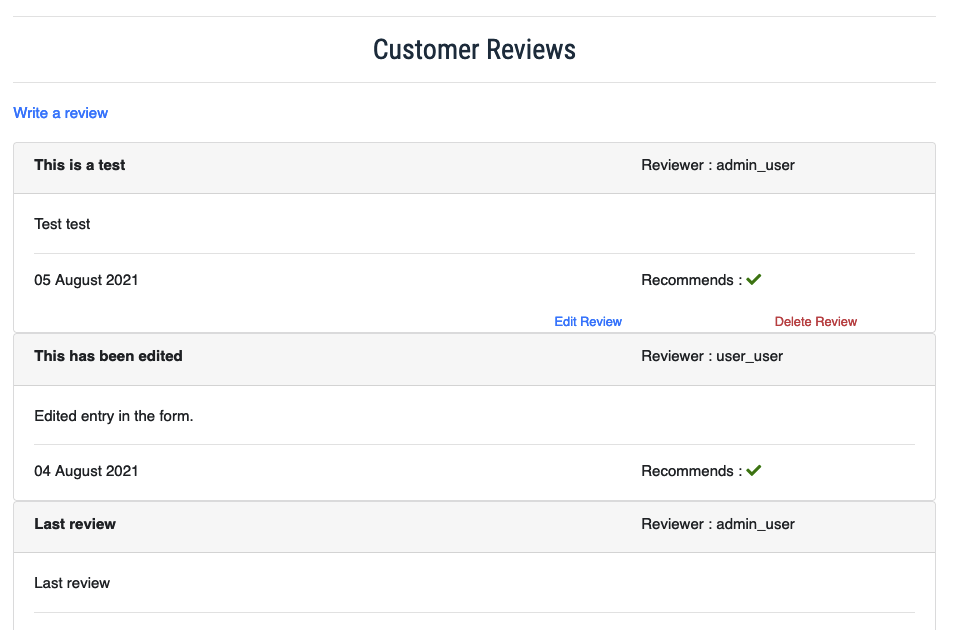 Customer Reviews
Write a review
This is a test Reviewer : admin_user
Test test
05 August 2021 Recommends : ✔
Edit Review Delete Review
This has been edited Reviewer : user_user
Edited entry in the form.
04 August 2021 Recommends : ✔
Last review Reviewer : admin_user
Last review